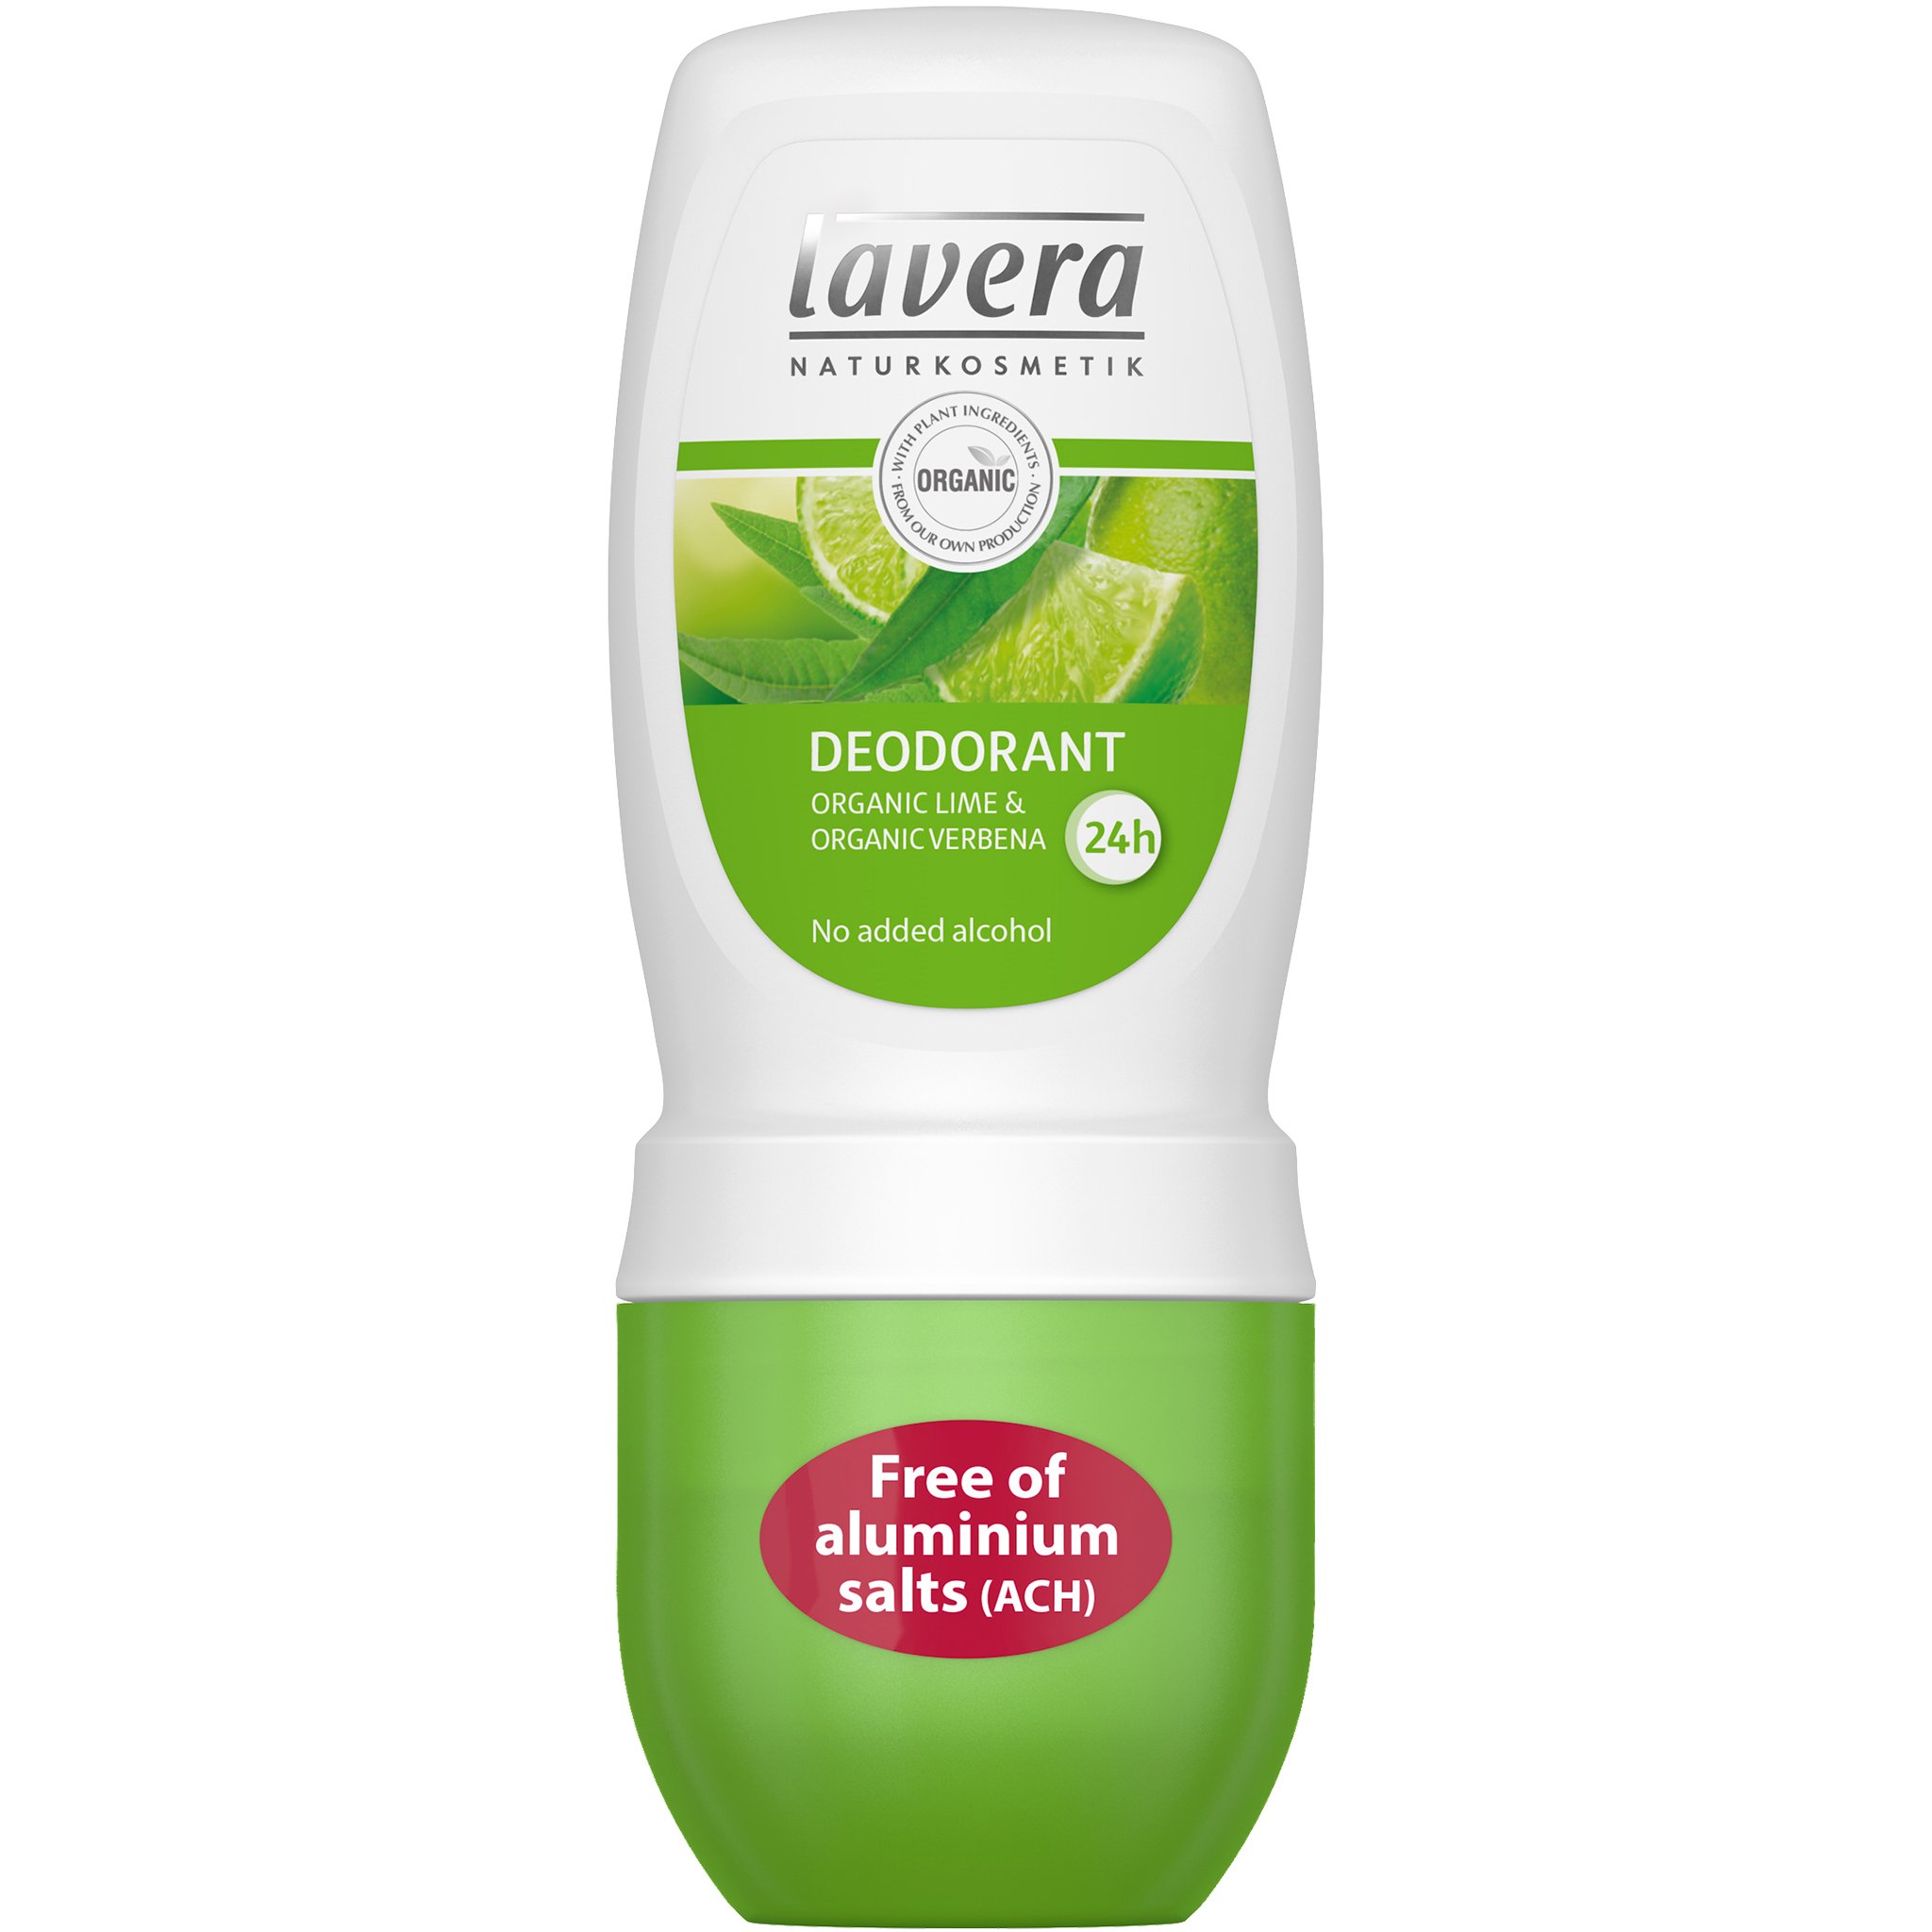 lavera
NATURKOSMETIK
WITH PLANT INGREDIENTS
ORGANIC
FROM OUR OWN PRODUCTION
DEODORANT
ORGANIC LIME &
ORGANIC VERBENA
24h
No added alcohol
Free of
aluminium
salts (ACH)